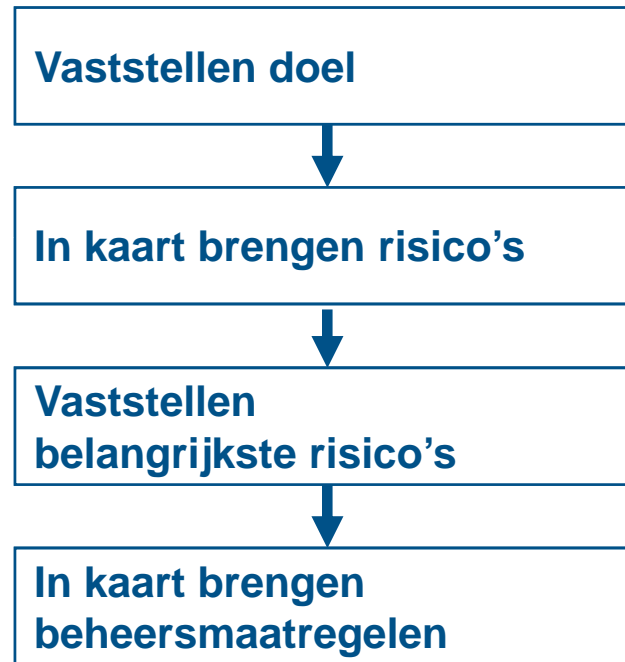 Vaststellen doel
In kaart brengen risico’s
Vaststellen
belangrijkste risico’s
In kaart brengen
beheersmaatregelen